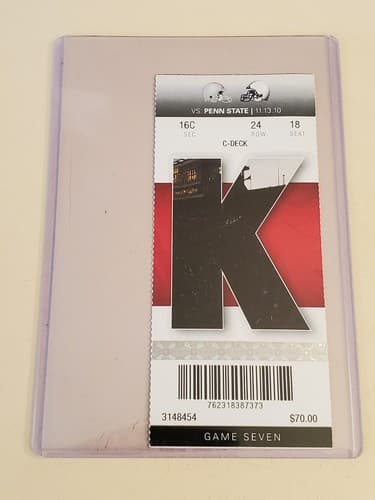 VS. PENN STATE | 11.13.10
16C 24 18
SEC ROW SEAT
C-DECK
K
762318387373
3148454 $70.00
GAME SEVEN